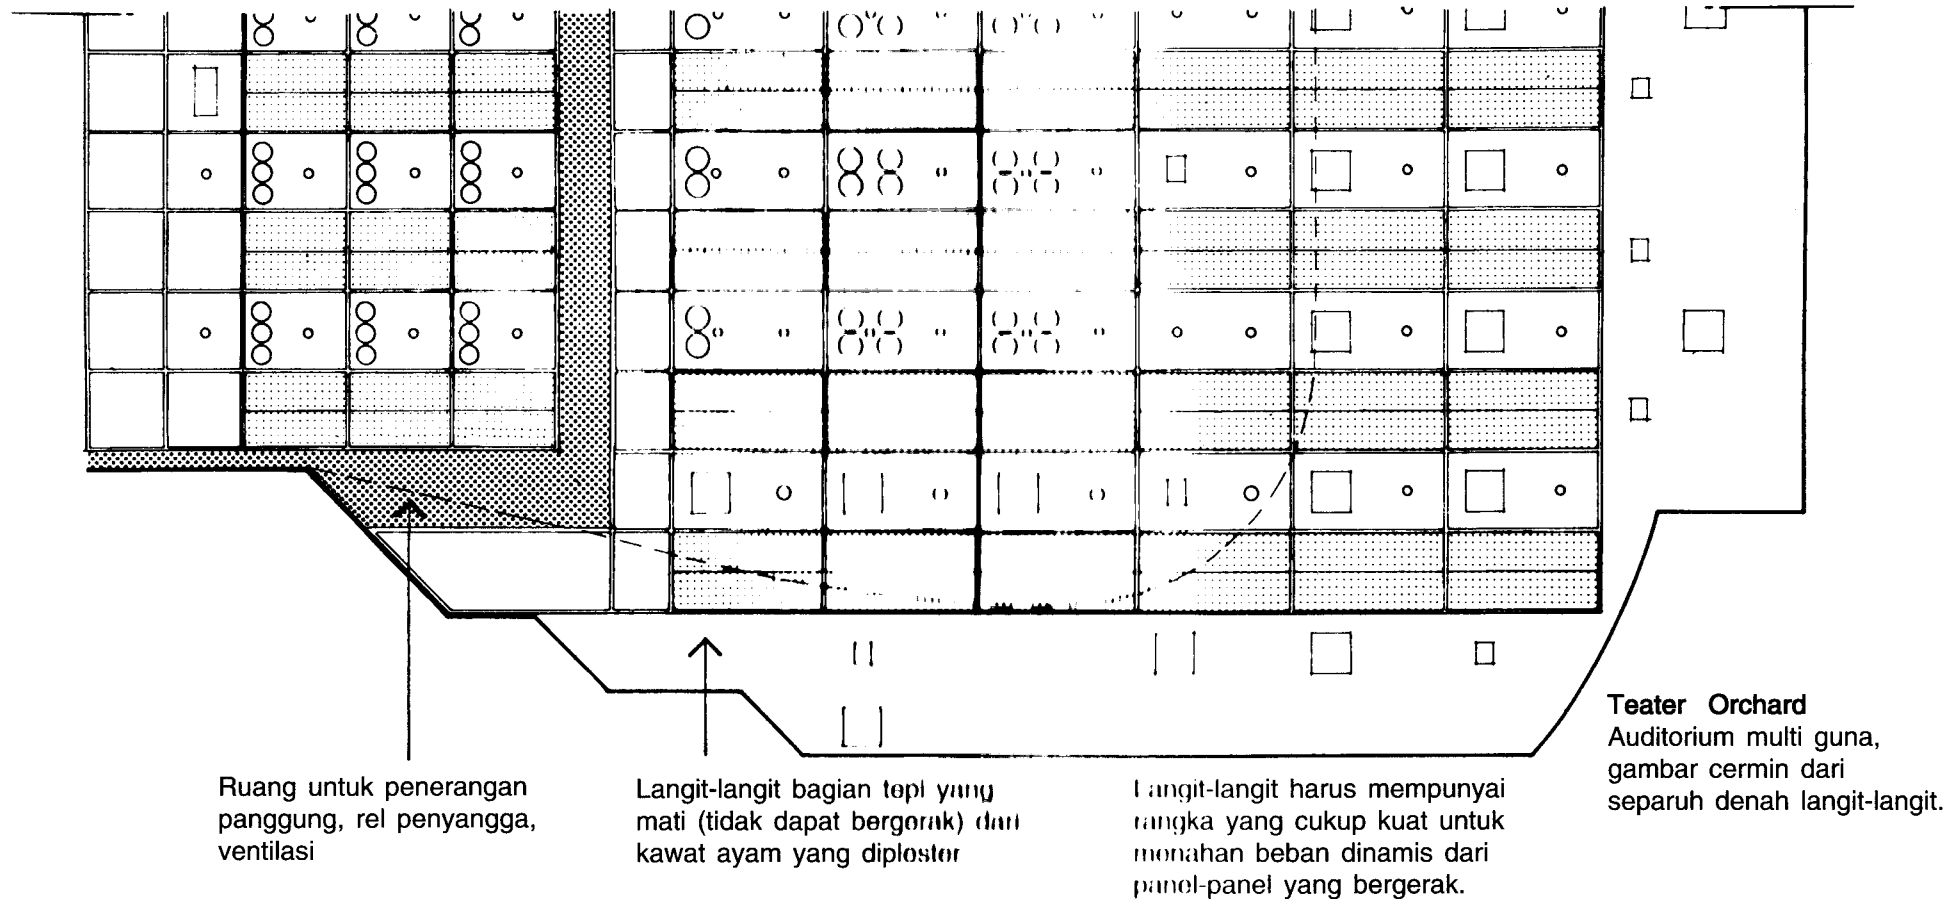 Ruang untuk penerangan
panggung, rel penyangga,
ventilasi
Langit-langit bagian tepi yang
mati (tidak dapat bergerak) dari
kawat ayam yang diplester
Langit-langit harus mempunyai
rangka yang cukup kuat untuk
menahan beban dinamis dari
panel-panel yang bergerak.
Teater Orchard
Auditorium multi guna,
gambar cermin dari
separuh denah langit-langit.